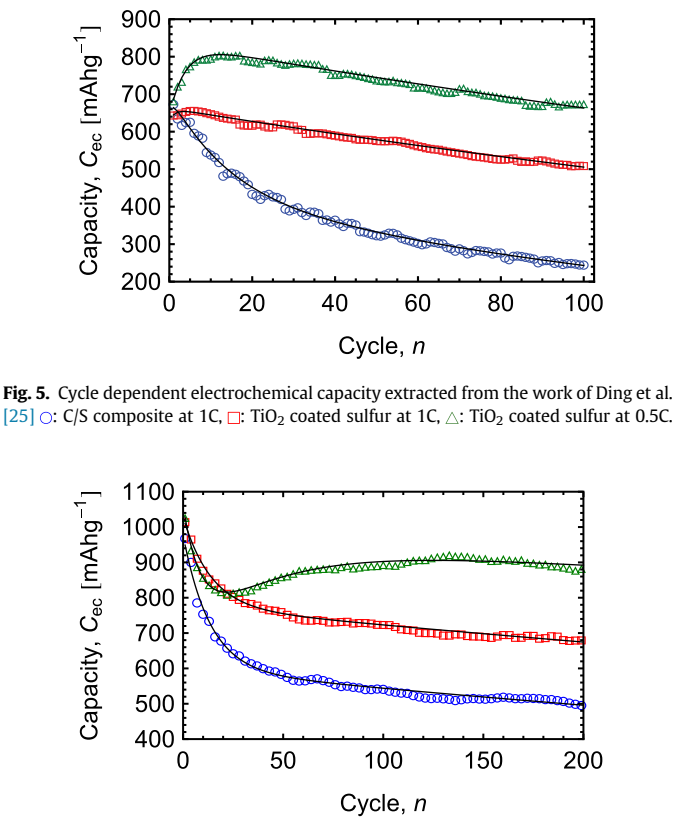 900
800
700
600
500
400
300
200
Capacity, Cec [mAhg−1]
0 20 40 60 80 100
Cycle, n
Fig. 5. Cycle dependent electrochemical capacity extracted from the work of Ding et al.
[25] ○: C/S composite at 1C, □: TiO2 coated sulfur at 1C, △: TiO2 coated sulfur at 0.5C.
1100
1000
900
800
700
600
500
400
Capacity, Cec [mAhg−1]
0 50 100 150 200
Cycle, n